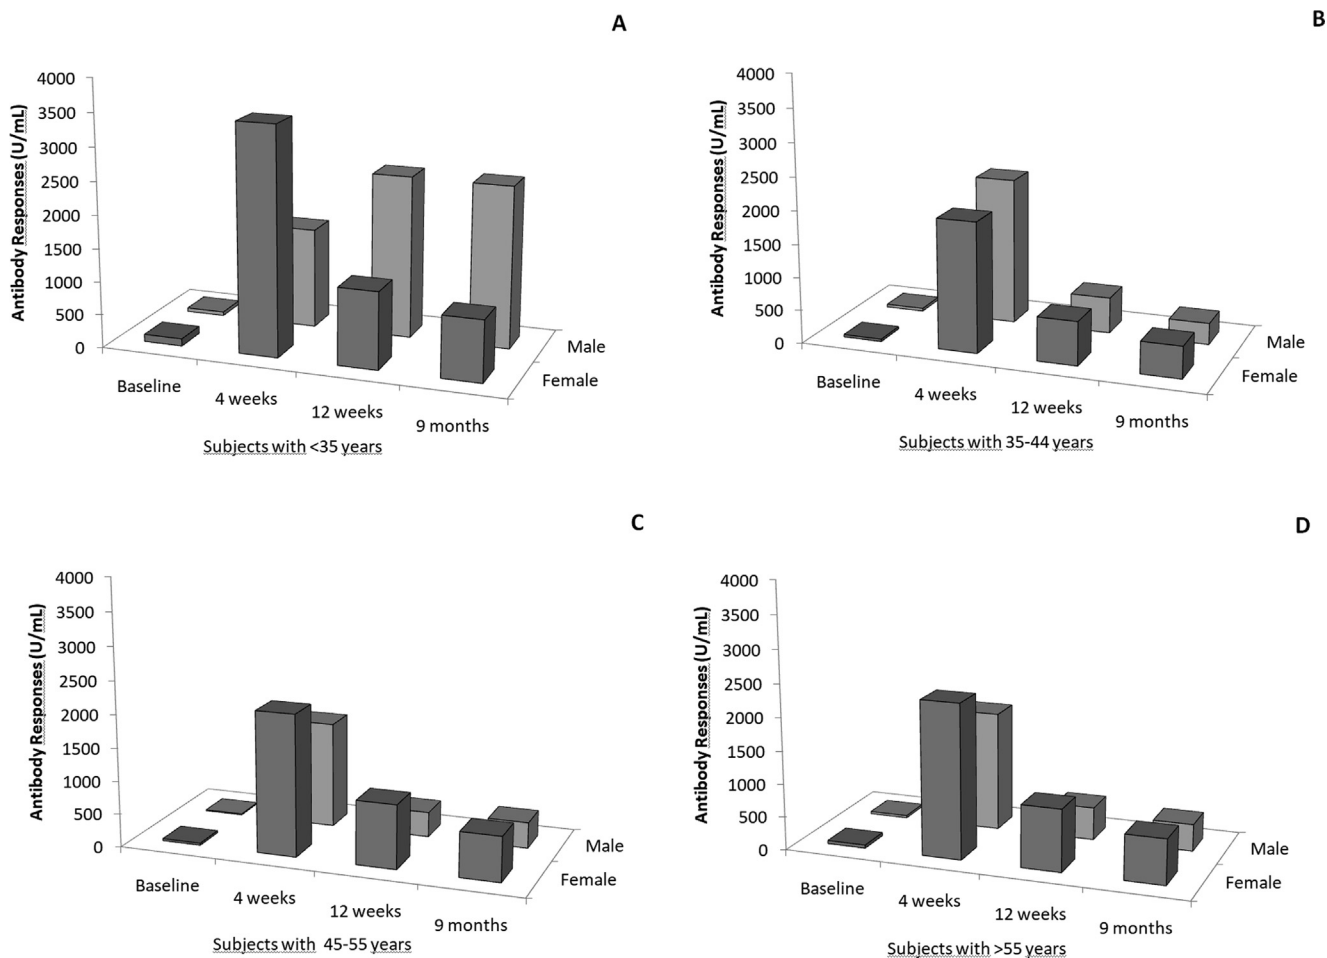 A
Antibody Responses (U/mL)
4000
3500
3000
2500
2000
1500
1000
500
0
Baseline
4 weeks
12 weeks
9 months
Male
Female
Subjects with <35 years
B
Antibody Responses (U/mL)
4000
3500
3000
2500
2000
1500
1000
500
0
Baseline
4 weeks
12 weeks
9 months
Male
Female
Subjects with 35-44 years
C
Antibody Responses (U/mL)
4000
3500
3000
2500
2000
1500
1000
500
0
Baseline
4 weeks
12 weeks
9 months
Male
Female
Subjects with 45-55 years
D
Antibody Responses (U/mL)
4000
3500
3000
2500
2000
1500
1000
500
0
Baseline
4 weeks
12 weeks
9 months
Male
Female
Subjects with >55 years